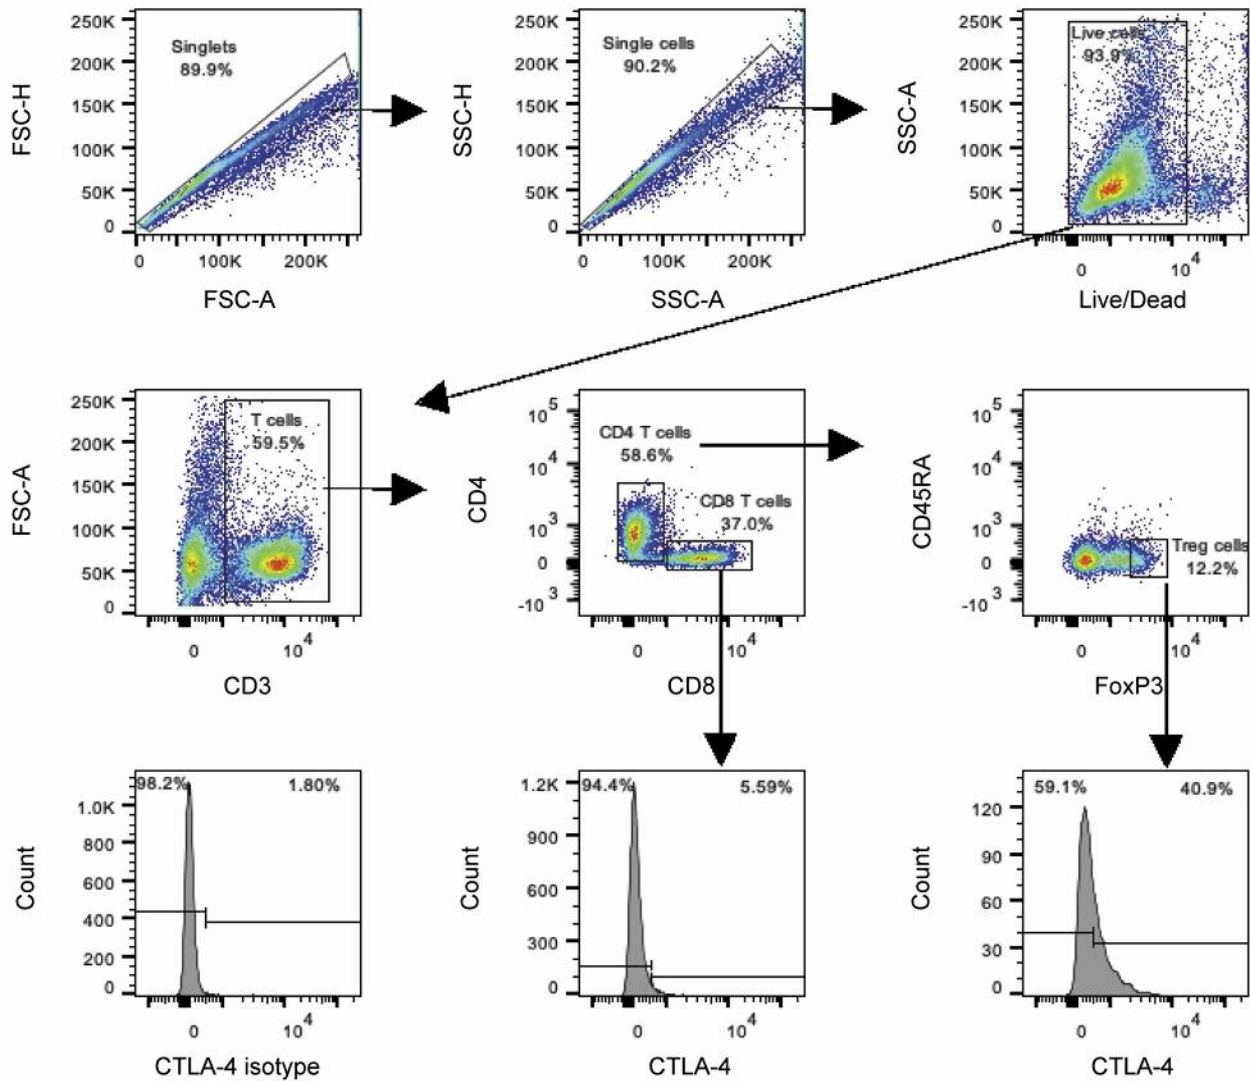 250K
200K
150K
100K
50K
0
FSC-H
Singlets
89.9%
0 100K 200K
FSC-A
250K
200K
150K
100K
50K
0
SSC-H
Single cells
90.2%
0 100K 200K
SSC-A
250K
200K
150K
100K
50K
0
SSC-A
Live cells
93.9%
0 10^4
Live/Dead
250K
200K
150K
100K
50K
0
FSC-A
T cells
59.5%
0 10^4
CD3
10^5
10^4
10^3
0
-10^3
CD4
CD4 T cells
58.6%
CD8 T cells
37.0%
0 10^4
CD8
10^5
10^4
10^3
0
-10^3
CD45RA
Treg cells
12.2%
0 10^4
FoxP3
98.2% 1.80%
1.0K
800
600
400
200
0
Count
0 10^4
CTLA-4 isotype
94.4% 5.59%
1.2K
900
600
300
0
Count
0 10^4
CTLA-4
59.1% 40.9%
120
90
60
30
0
Count
0 10^4
CTLA-4